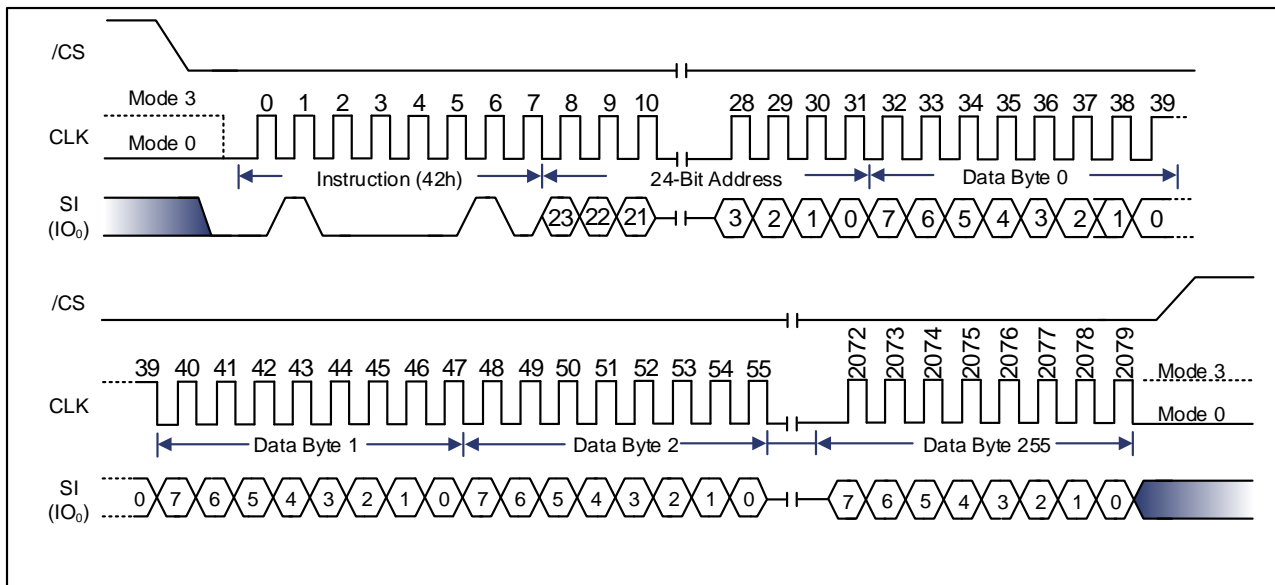 /CS
Mode 3
0 1 2 3 4 5 6 7 8 9 10 28 29 30 31 32 33 34 35 36 37 38 39
CLK
Mode 0
Instruction (42h) 24-Bit Address Data Byte 0
SI
(IO₀)
23 22 21 3 2 1 0 7 6 5 4 3 2 1 0
/CS
39 40 41 42 43 44 45 46 47 48 49 50 51 52 53 54 55 2072 2073 2074 2075 2076 2077 2078 2079
Mode 3
CLK
Mode 0
Data Byte 1 Data Byte 2 Data Byte 255
SI
(IO₀)
0 7 6 5 4 3 2 1 0 7 6 5 4 3 2 1 0 7 6 5 4 3 2 1 0